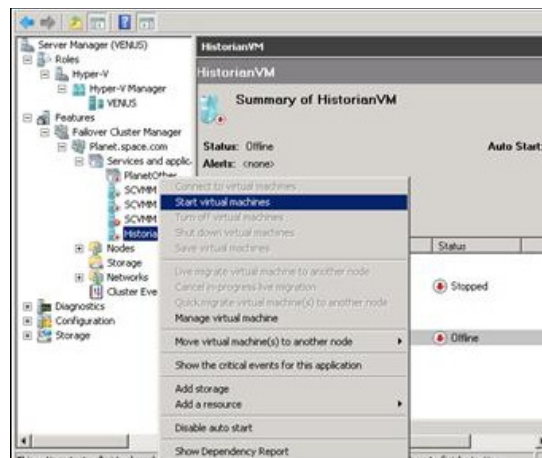 Server Manager (VENUS)
Roles
Hyper-V
Hyper-V Manager
VENUS
Features
Failover Cluster Manager
Planet.space.com
Services and applic
PlanetOther
SCVMM
SCVMM
SCVMM
Historia
Nodes
Storage
Networks
Cluster Eve
Diagnostics
Configuration
Storage
HistorianVM
HistorianVM
Summary of HistorianVM
Status: Offline
Auto Start:
Alerts: <none>
Connect to virtual machines
Start virtual machines
Turn off virtual machines
Shut down virtual machines
Save virtual machines
Live migrate virtual machine to another node
Cancel in-progress live migration
Quick migrate virtual machine(s) to another node
Manage virtual machine
Move virtual machine(s) to another node
Show the critical events for this application
Add storage
Add a resource
Disable auto start
Show Dependency Report
Status
Stopped
Offline